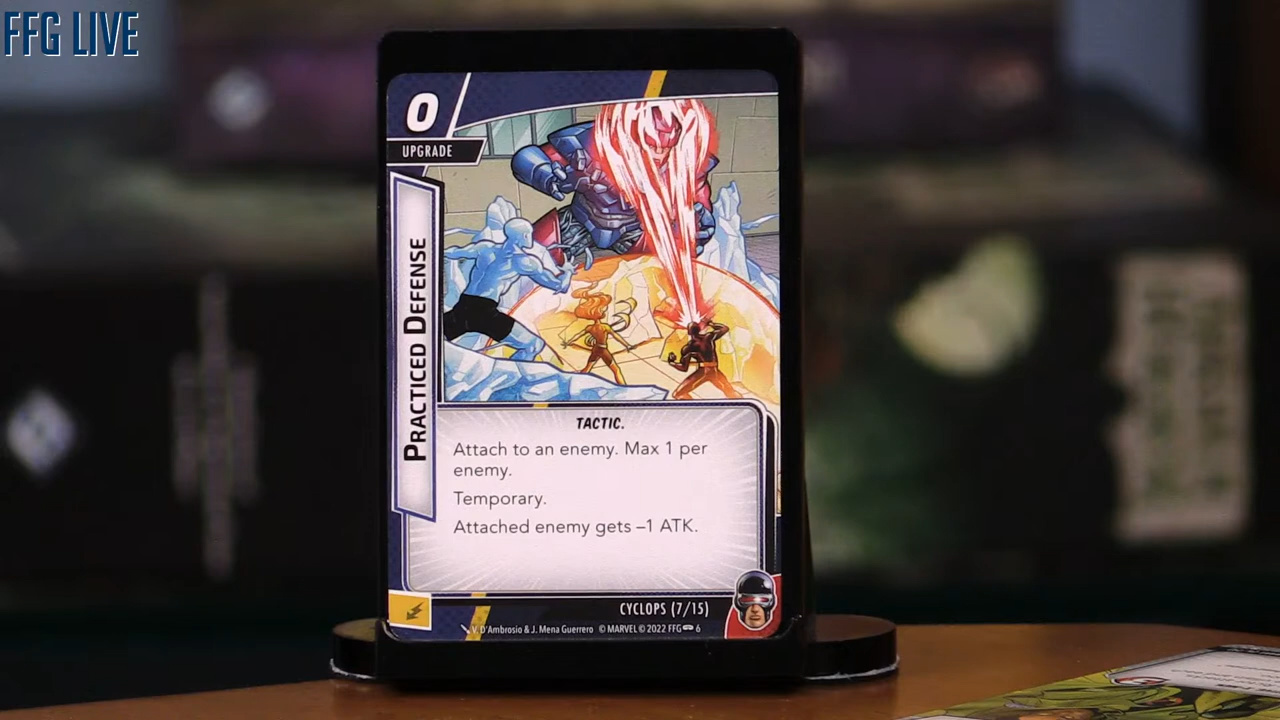 FFG LIVE
0
UPGRADE
PRACTICED DEFENSE
TACTIC.
Attach to an enemy. Max 1 per
enemy.
Temporary.
Attached enemy gets –1 ATK.
CYCLOPS (7/15)
V. D'Ambrosio & J. Mena Guerrero © MARVEL © 2022 FFG 6